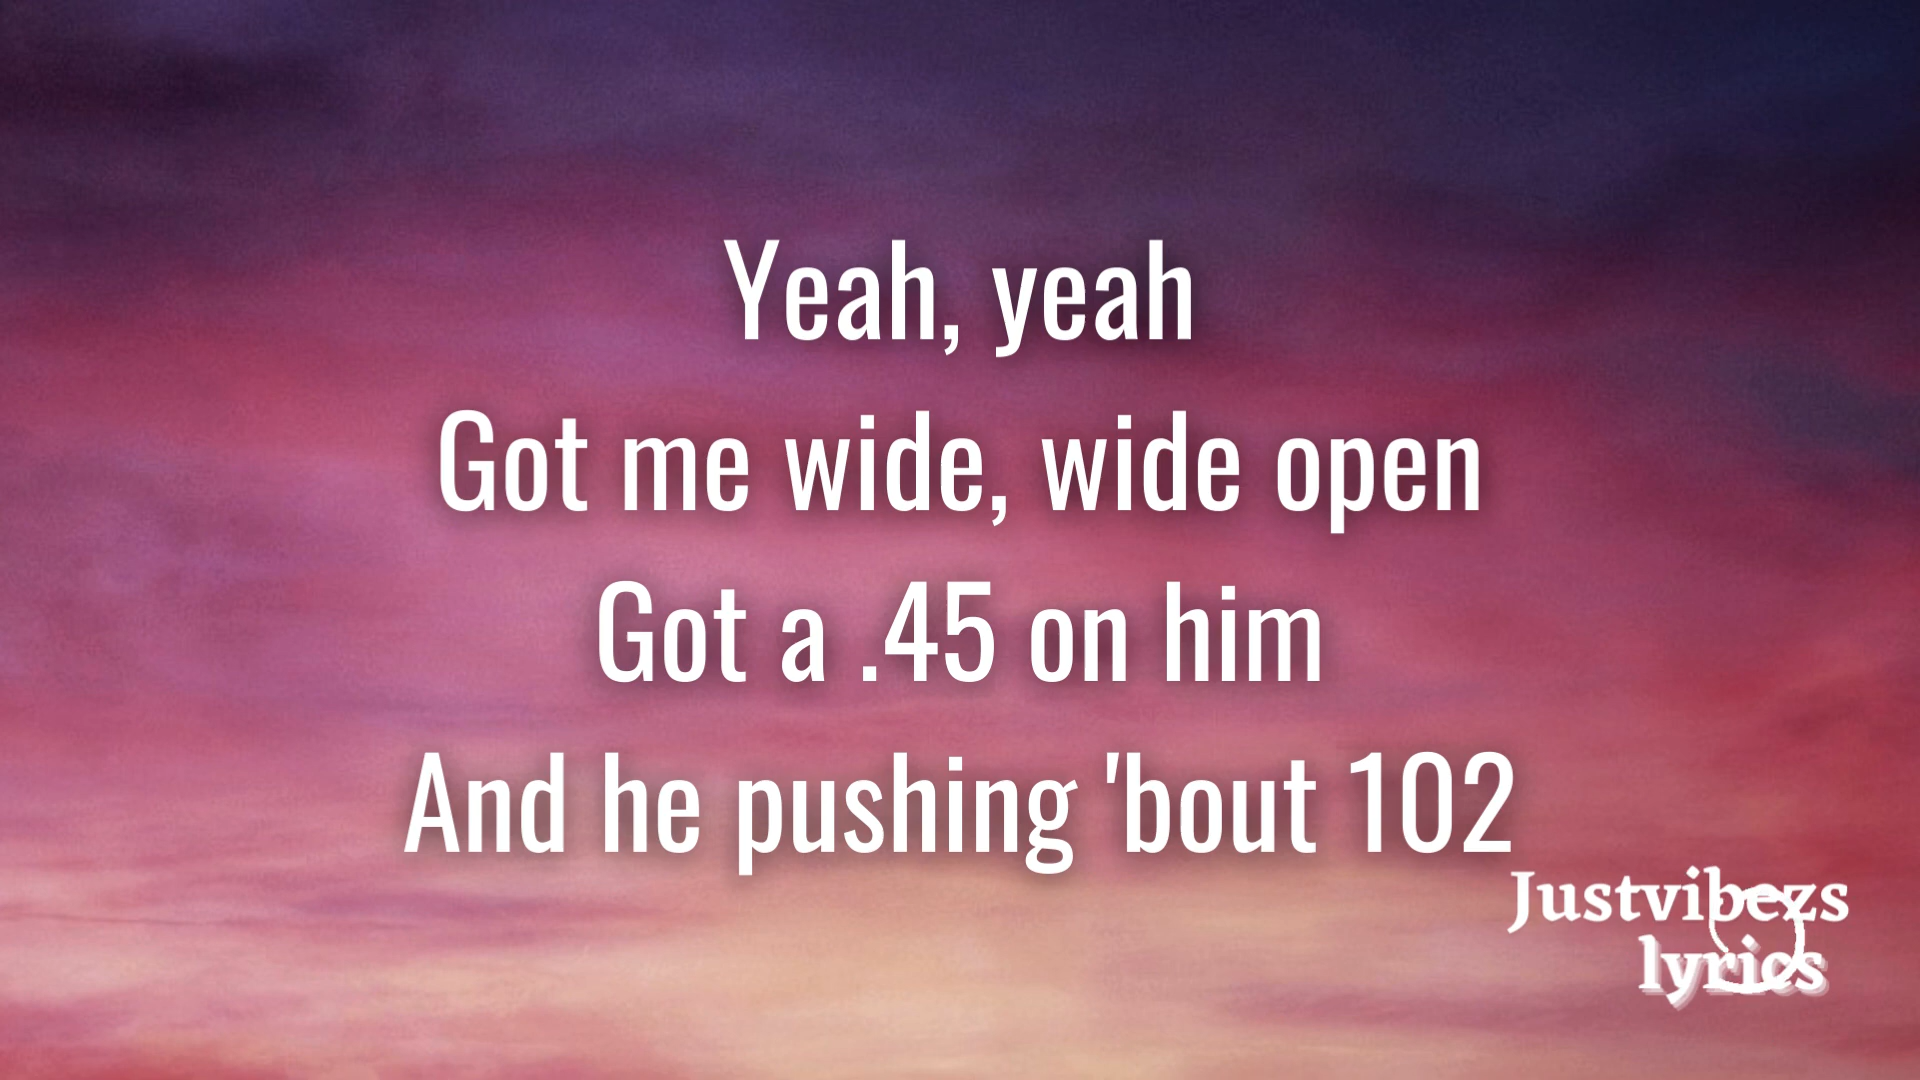 Yeah, yeah
Got me wide, wide open
Got a .45 on him
And he pushing 'bout 102
Justvibezs
lyrics